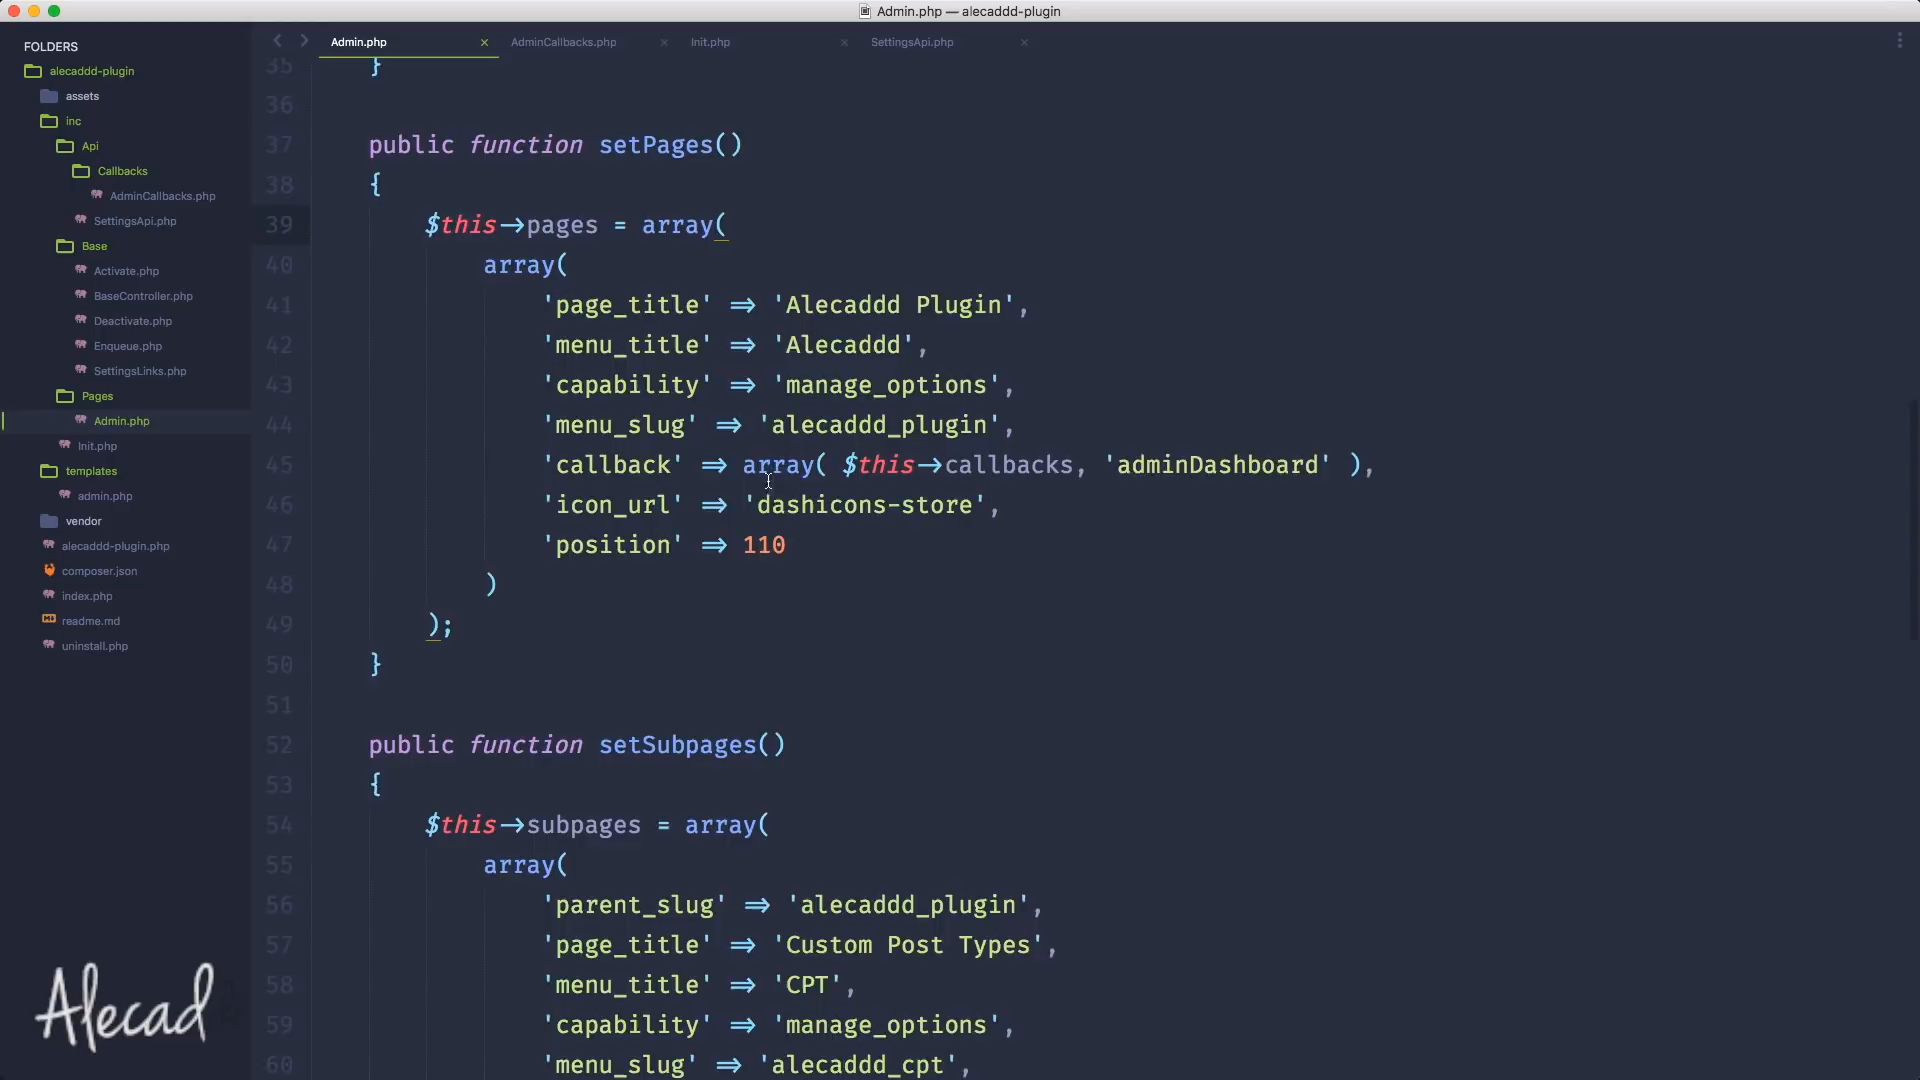 Admin.php — alecaddd-plugin
FOLDERS
alecaddd-plugin
assets
inc
Api
Callbacks
AdminCallbacks.php
SettingsApi.php
Base
Activate.php
BaseController.php
Deactivate.php
Enqueue.php
SettingsLinks.php
Pages
Admin.php
Init.php
templates
admin.php
vendor
alecaddd-plugin.php
composer.json
index.php
readme.md
uninstall.php
Alecad
Admin.php × AdminCallbacks.php × Init.php × SettingsApi.php ×
35 }
36
37 public function setPages()
38 {
39 $this->pages = array(
40 array(
41 'page_title' => 'Alecaddd Plugin',
42 'menu_title' => 'Alecaddd',
43 'capability' => 'manage_options',
44 'menu_slug' => 'alecaddd_plugin',
45 'callback' => array( $this->callbacks, 'adminDashboard' ),
46 'icon_url' => 'dashicons-store',
47 'position' => 110
48 )
49 );
50 }
51
52 public function setSubpages()
53 {
54 $this->subpages = array(
55 array(
56 'parent_slug' => 'alecaddd_plugin',
57 'page_title' => 'Custom Post Types',
58 'menu_title' => 'CPT',
59 'capability' => 'manage_options',
60 'menu_slug' => 'alecaddd_cpt',